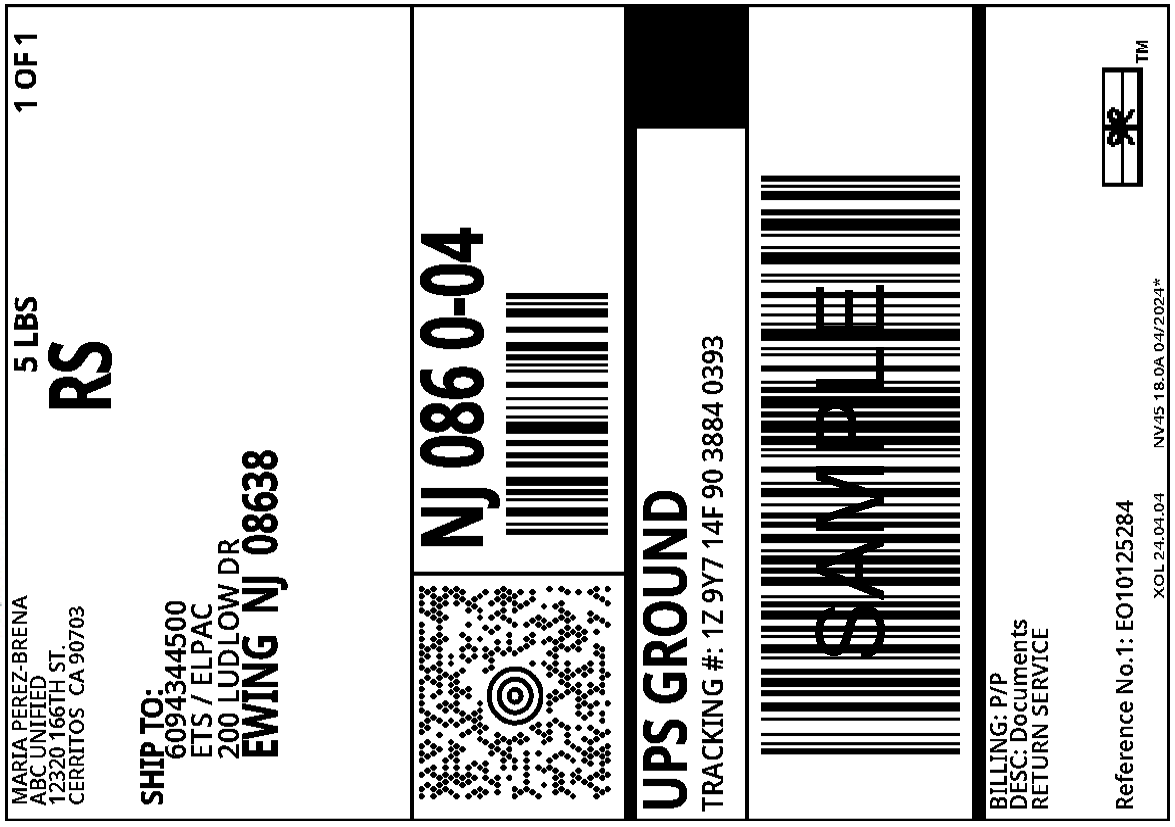 MARIA PEREZ-BRENA
ABC UNIFIED
12320 166TH ST.
CERRITOS CA 90703
5 LBS
1 OF 1
RS
SHIP TO:
6094344500
ETS / ELPAC
200 LUDLOW DR
EWING NJ 08638
NJ 086 0-04
UPS GROUND
TRACKING #: 1Z 9Y7 14F 90 3884 0393
SAMPLE
BILLING: P/P
DESC: Documents
RETURN SERVICE
Reference No.1: EO10125284
XOL 24.04.04 NV45 18.0A 04/2024*
TM